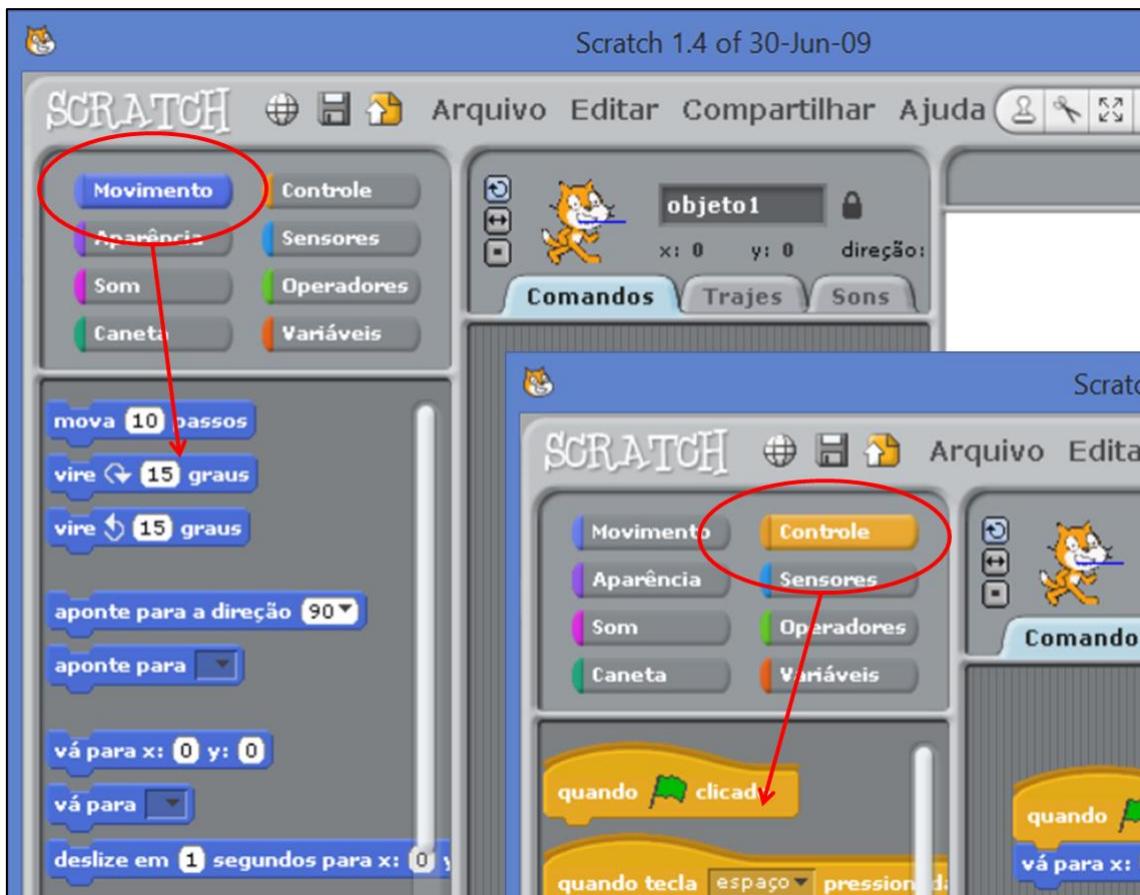 Scratch 1.4 of 30-Jun-09
SCRATCH Arquivo Editar Compartilhar Ajuda
Movimento Controle
Aparência Sensores
Som Operadores
Caneta Variáveis
objeto1
x: 0 y: 0 direção:
Comandos Trajes Sons
mova 10 passos
vire 15 graus
vire 15 graus
aponte para a direção 90
aponte para
vá para x: 0 y: 0
vá para
deslize em 1 segundos para x: 0 y
Scratc
SCRATCH Arquivo Edita
Movimento Controle
Aparência Sensores
Som Operadores
Caneta Variáveis
Comando
quando clicado
quando tecla espaço pressionada
quando
vá para x: